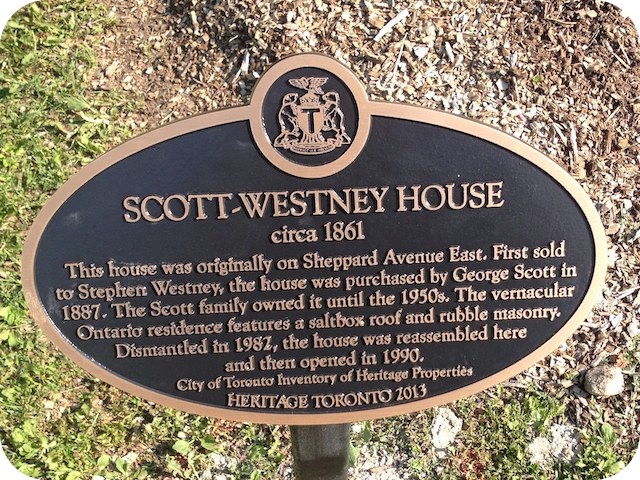 T
SCOTT-WESTNEY HOUSE
circa 1861
This house was originally on Sheppard Avenue East. First sold
to Stephen Westney, the house was purchased by George Scott in
1887. The Scott family owned it until the 1950s. The vernacular
Ontario residence features a saltbox roof and rubble masonry.
Dismantled in 1982, the house was reassembled here
and then opened in 1990.
City of Toronto Inventory of Heritage Properties
HERITAGE TORONTO 2013